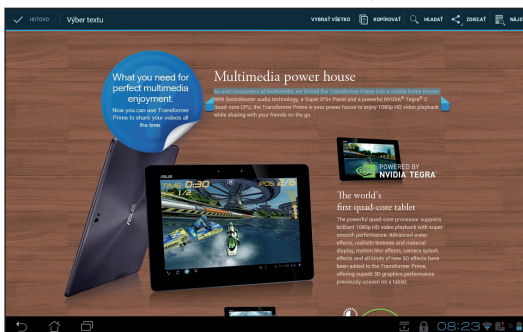 HOTOVO
Výber textu
VYBRAŤ VŠETKO
KOPÍROVAŤ
HĽADAŤ
ZDIEĽAŤ
NÁJS
What you need for
perfect multimedia
enjoyment.
Now you can use Transformer
Prime to share your videos all
the time.
Multimedia power house
As avid consumers of multimedia, we turned the Transformer Prime into a mobile home theater.
With SonicMaster audio technology, a Super IPS+ Panel and a powerful NVIDIA® Tegra® 3
Quad-core CPU, the Transformer Prime is your power house to enjoy 1080p HD video playback
while sharing with your friends on the go.
ASUS
ASUS
TIME 0:30
POS 2/8
POWERED BY
NVIDIA® TEGRA®
The world's
first quad-core tablet
The powerful quad-core processor supports
brilliant 1080p HD video playback with super
smooth performance. Advanced water
effects, realistic textures and material
display, motion blur effects, camera splash
effects and all kinds of new 3D effects have
been added to the Transformer Prime,
offering superb 3D graphics performance
previously unseen on a tablet.
08:23